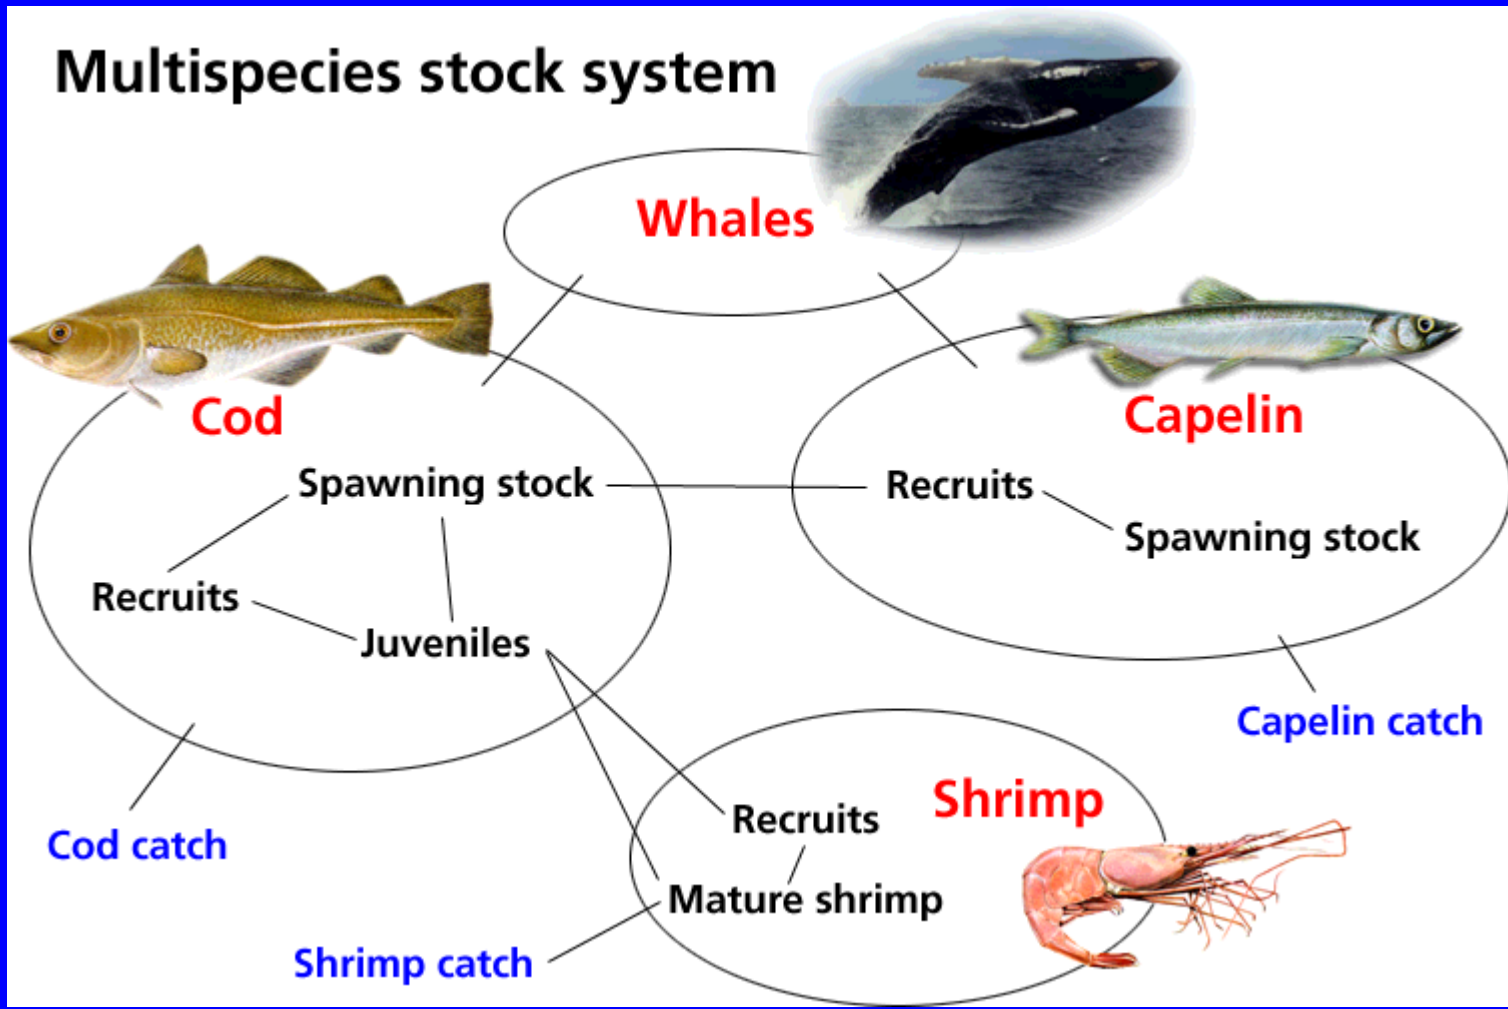 Multispecies stock system
Whales
Cod
Capelin
Spawning stock
Recruits
Spawning stock
Recruits
Juveniles
Capelin catch
Shrimp
Recruits
Cod catch
Mature shrimp
Shrimp catch